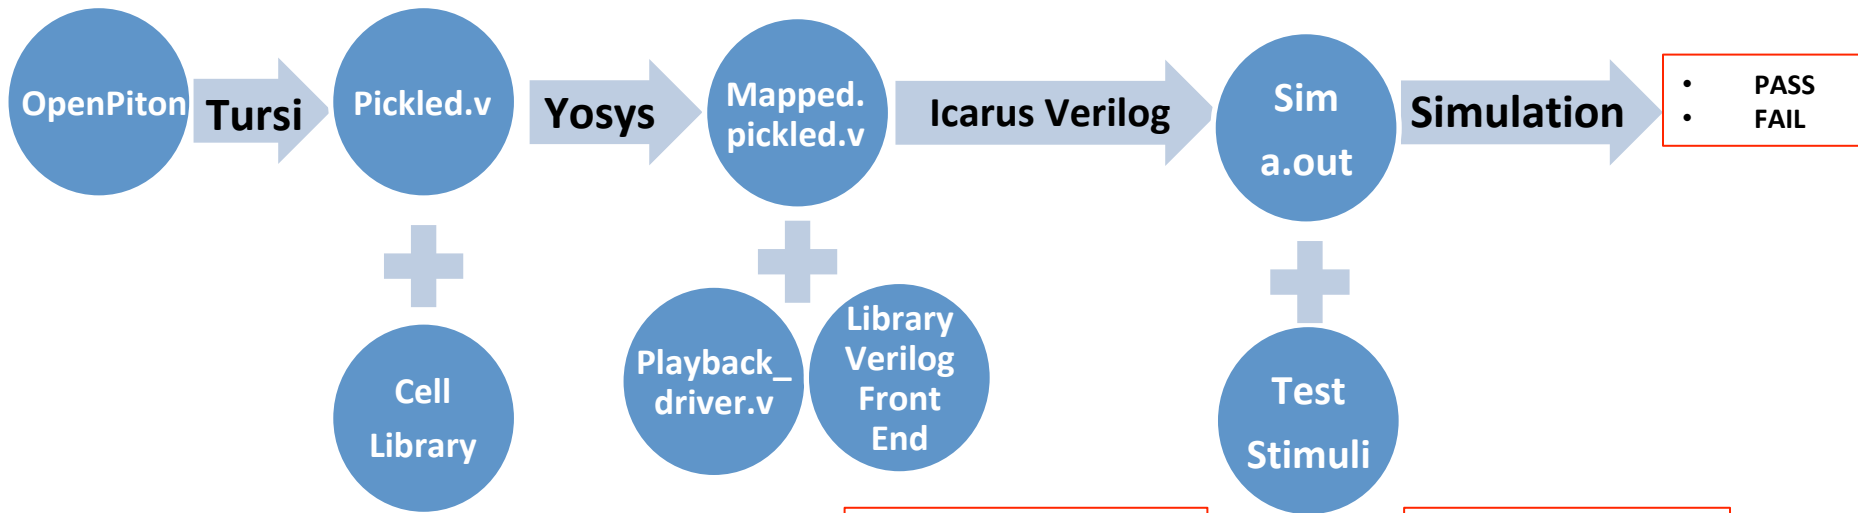 OpenPiton
Tursi
Pickled.v
Yosys
Mapped.
pickled.v
Icarus Verilog
Sim
a.out
Simulation
• PASS
• FAIL
Cell
Library
Playback_
driver.v
Library
Verilog
Front
End
Test
Stimuli